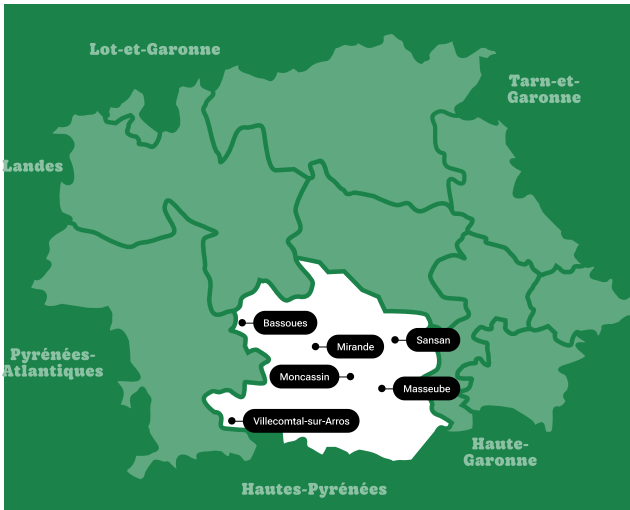 Lot-et-Garonne
Tarn-et-
Garonne
Landes
Bassoues
Sansan
Mirande
Pyrénées-
Atlantiques
Moncassin
Masseube
Villecomtal-sur-Arros
Haute-
Garonne
Hautes-Pyrénées